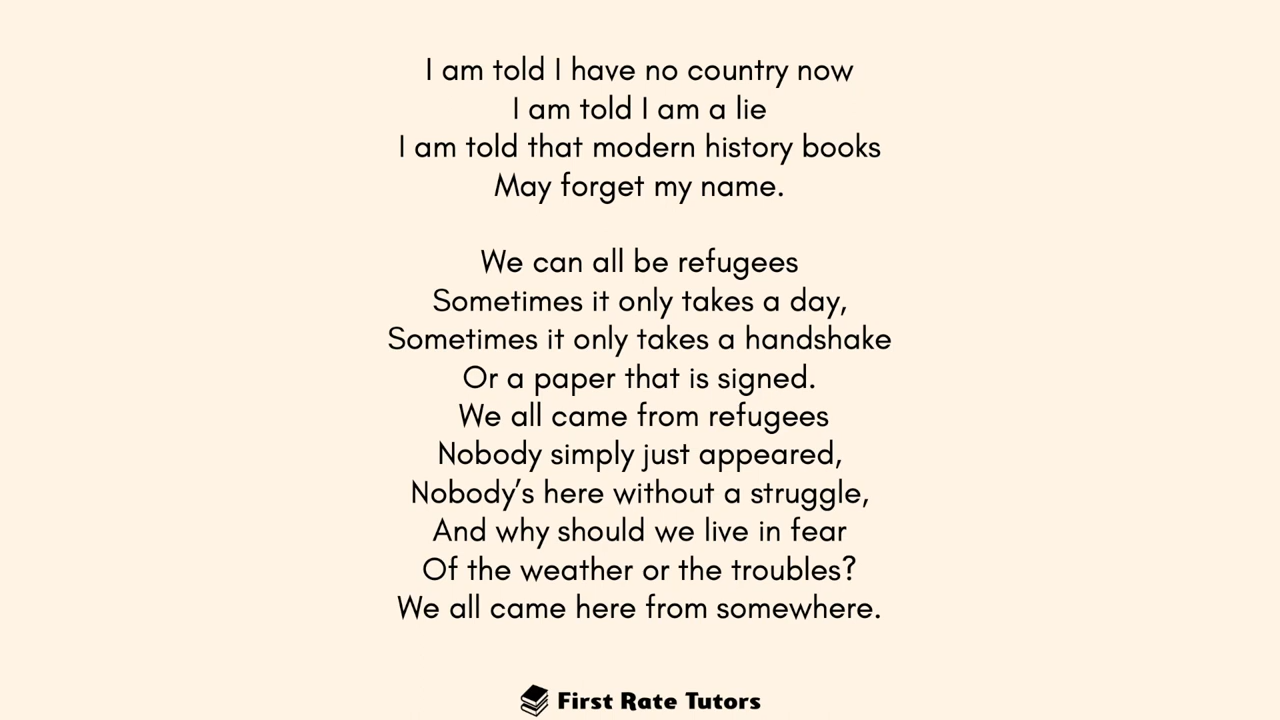 I am told I have no country now
I am told I am a lie
I am told that modern history books
May forget my name.

We can all be refugees
Sometimes it only takes a day,
Sometimes it only takes a handshake
Or a paper that is signed.
We all came from refugees
Nobody simply just appeared,
Nobody’s here without a struggle,
And why should we live in fear
Of the weather or the troubles?
We all came here from somewhere.

First Rate Tutors